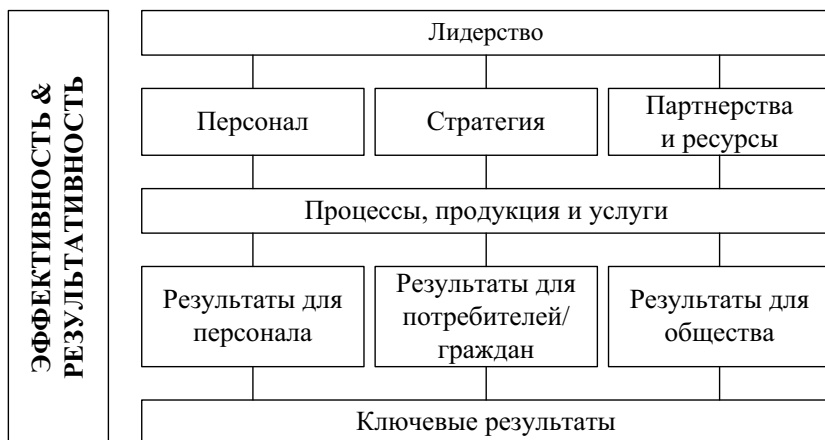 ЭФФЕКТИВНОСТЬ &
РЕЗУЛЬТАТИВНОСТЬ
Лидерство
Персонал
Стратегия
Партнерства
и ресурсы
Процессы, продукция и услуги
Результаты для
персонала
Результаты для
потребителей/
граждан
Результаты для
общества
Ключевые результаты